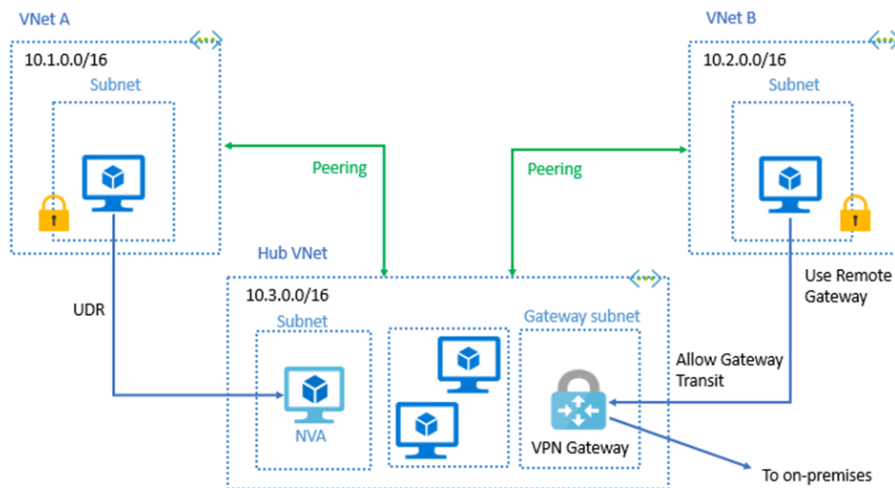 VNet A
VNet B
10.1.0.0/16
10.2.0.0/16
Subnet
Subnet
Peering
Peering
Hub VNet
10.3.0.0/16
UDR
Use Remote
Gateway
Subnet
Gateway subnet
Allow Gateway
Transit
NVA
VPN Gateway
To on-premises